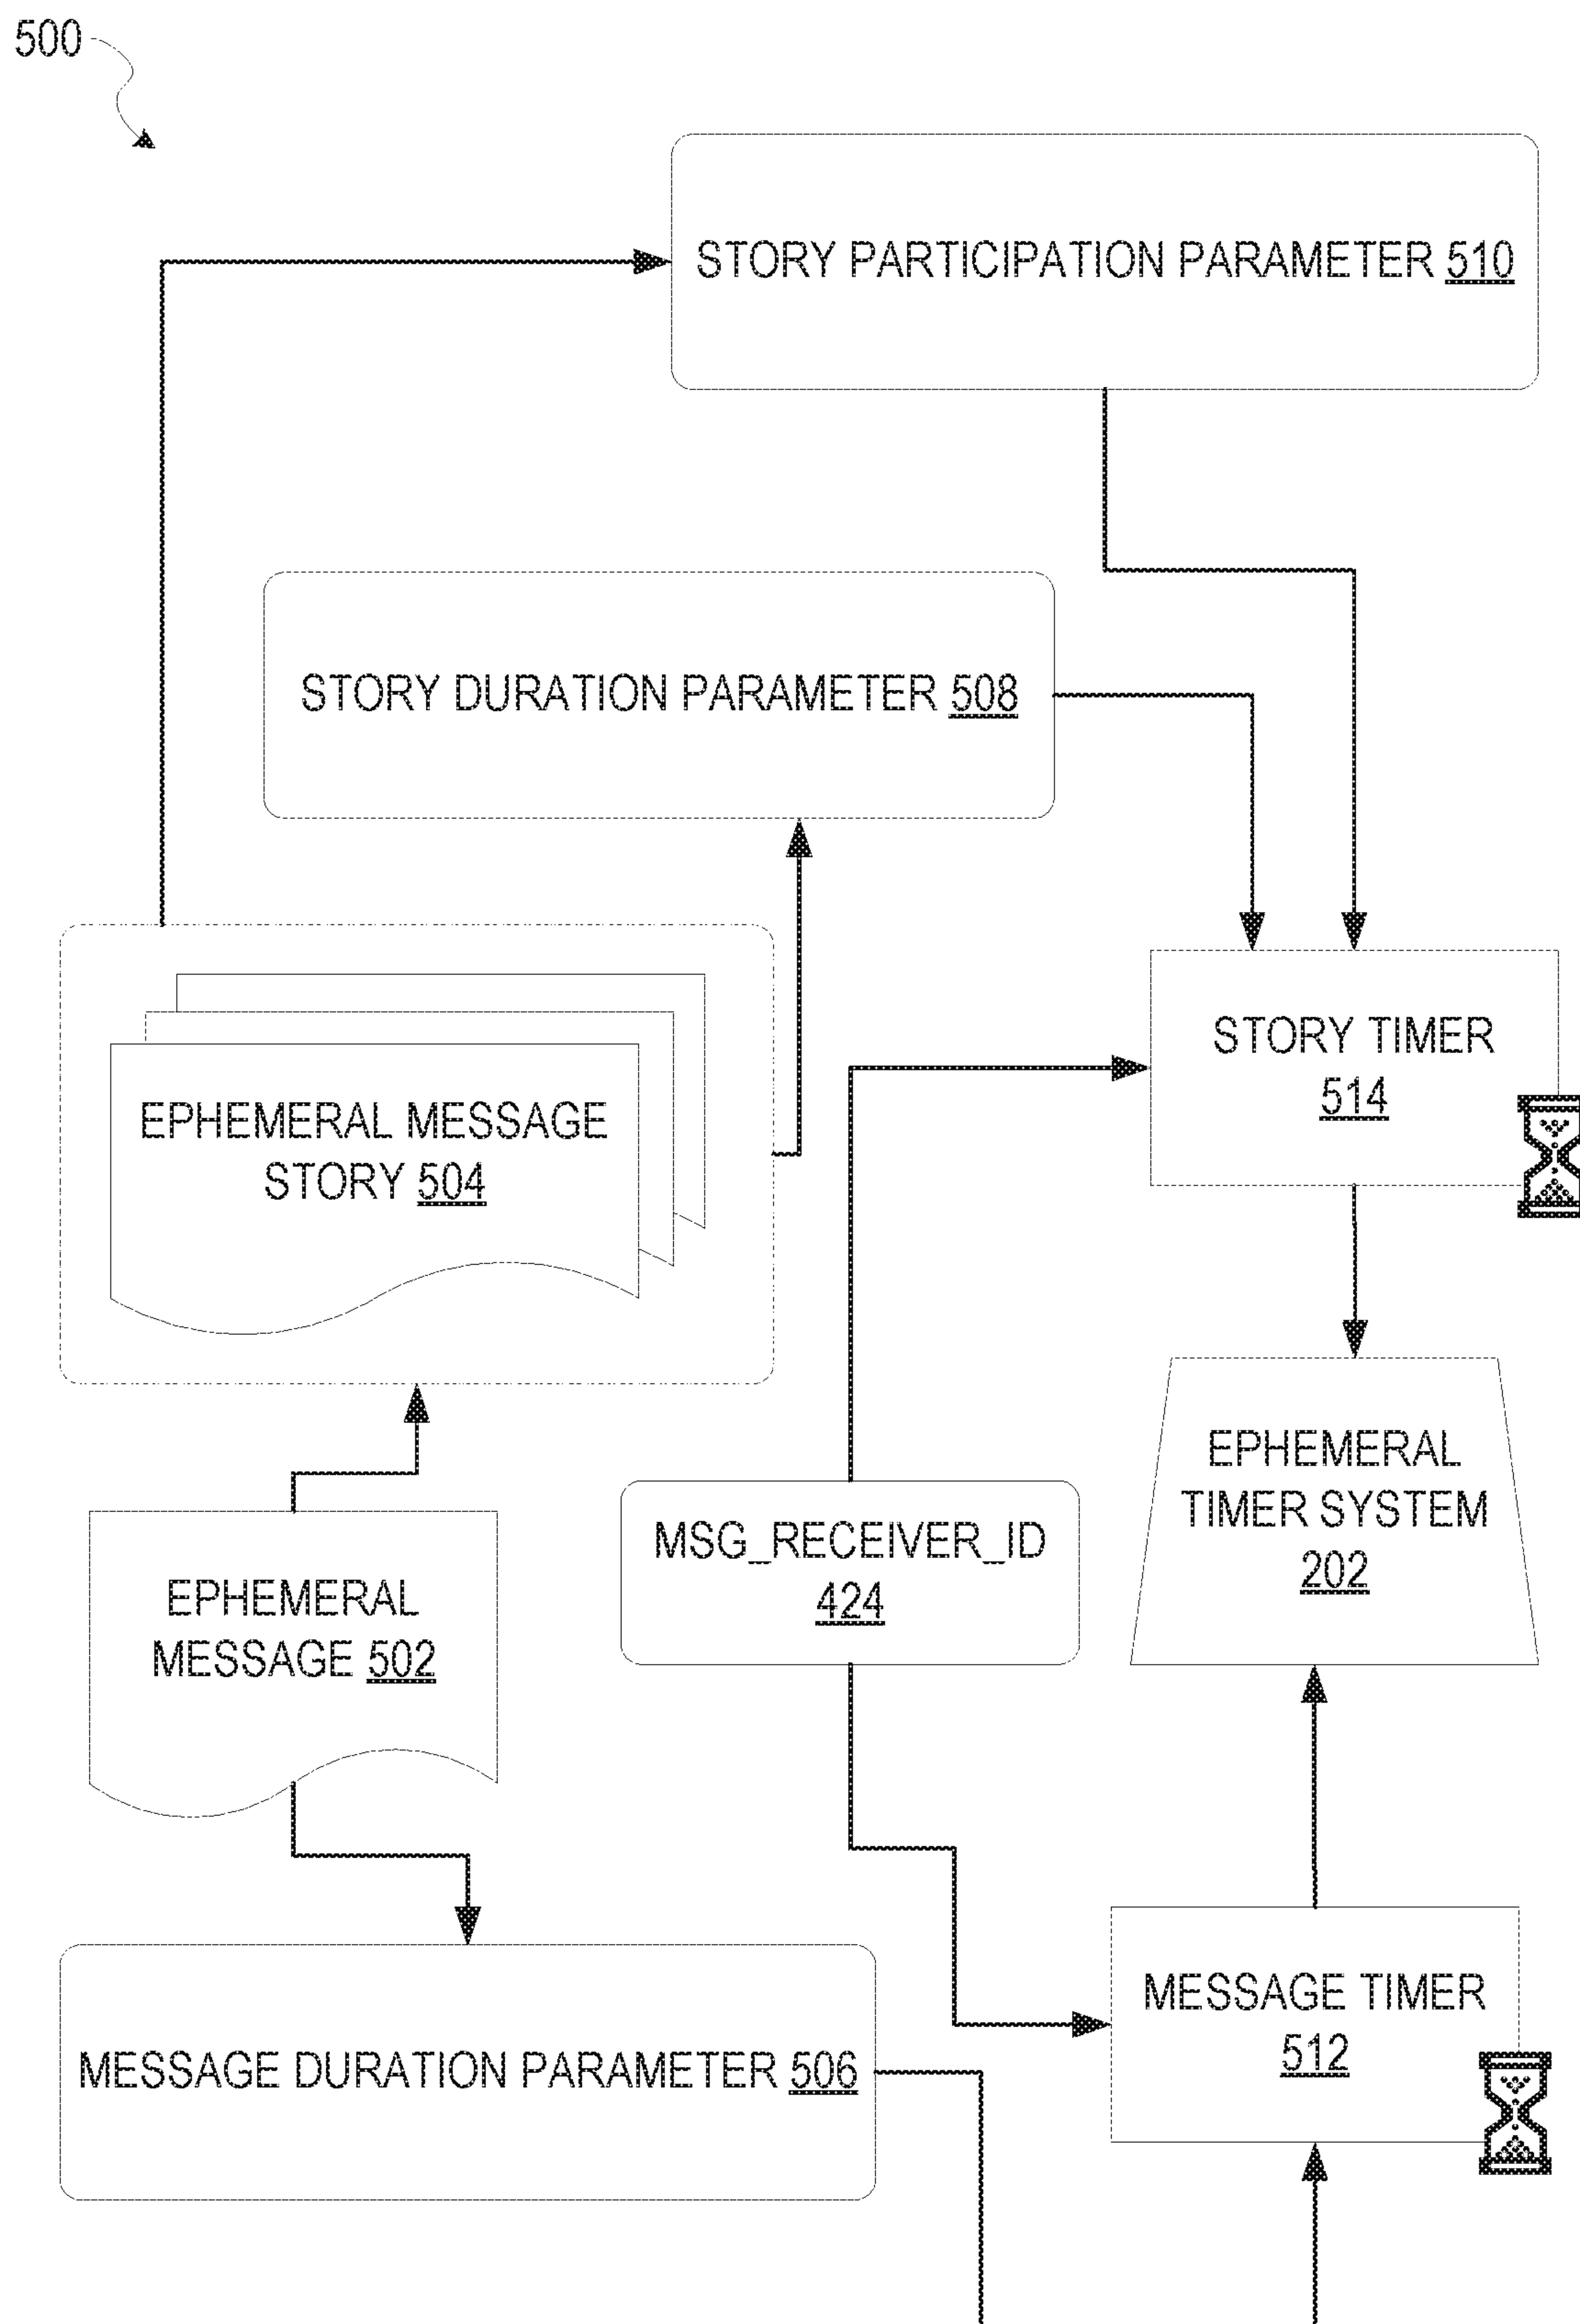 500
STORY PARTICIPATION PARAMETER 510
STORY DURATION PARAMETER 508
STORY TIMER
514
EPHEMERAL MESSAGE
STORY 504
EPHEMERAL
TIMER SYSTEM
202
MSG_RECEIVER_ID
424
EPHEMERAL
MESSAGE 502
MESSAGE TIMER
512
MESSAGE DURATION PARAMETER 506